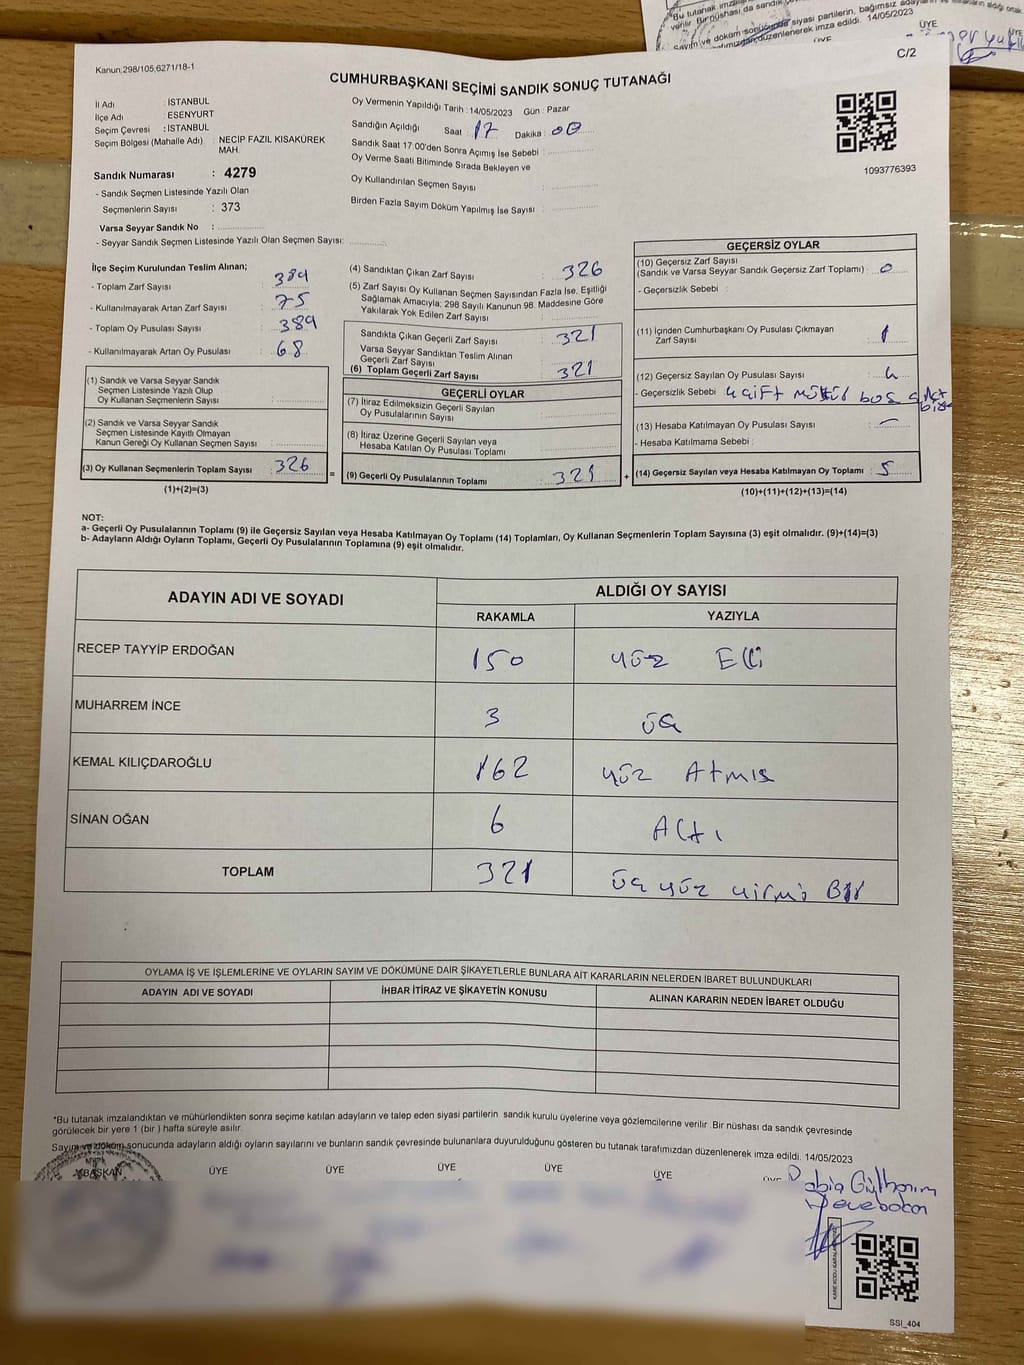 Bu tutanak imza
verilir. Bir nüshası da sandık
siyasi partilerin, bağımsız
14/05/2023
ÜYE
ÜYE
Kanun:298/105,6271/18-1
C/2
CUMHURBAŞKANI SEÇİMİ SANDIK SONUÇ TUTANAĞI
İl Adı : İSTANBUL
İlçe Adı : ESENYURT
Seçim Çevresi : İSTANBUL
Seçim Bölgesi (Mahalle Adı) : NECİP FAZIL KISAKÜREK MAH.
Sandık Numarası : 4279
- Sandık Seçmen Listesinde Yazılı Olan
Seçmenlerin Sayısı : 373
Varsa Seyyar Sandık No :
- Seyyar Sandık Seçmen Listesinde Yazılı Olan Seçmen Sayısı:
Oy Vermenin Yapıldığı Tarih : 14/05/2023 Gün : Pazar
Sandığın Açıldığı Saat 17 Dakika : 00
Sandık Saat 17:00'den Sonra Açımış İse Sebebi :
Oy Verme Saati Bitiminde Sırada Bekleyen ve
Oy Kullandırılan Seçmen Sayısı :
Birden Fazla Sayım Döküm Yapılmış İse Sayısı :
1093776393
İlçe Seçim Kurulundan Teslim Alınan;
- Toplam Zarf Sayısı : 389
- Kullanılmayarak Artan Zarf Sayısı : 75
- Toplam Oy Pusulası Sayısı : 389
- Kullanılmayarak Artan Oy Pusulası : 68
(1) Sandık ve Varsa Seyyar Sandık
Seçmen Listesinde Yazılı Olup
Oy Kullanan Seçmenlerin Sayısı :
(2) Sandık ve Varsa Seyyar Sandık
Seçmen Listesinde Kayıtlı Olmayan
Kanun Gereği Oy Kullanan Seçmen Sayısı :
(3) Oy Kullanan Seçmenlerin Toplam Sayısı : 326
(1)+(2)=(3)
=
(4) Sandıktan Çıkan Zarf Sayısı : 326
(5) Zarf Sayısı Oy Kullanan Seçmen Sayısından Fazla İse, Eşitliği
Sağlamak Amacıyla; 298 Sayılı Kanunun 98. Maddesine Göre
Yakılarak Yok Edilen Zarf Sayısı :
Sandıkta Çıkan Geçerli Zarf Sayısı : 321
Varsa Seyyar Sandıktan Teslim Alınan
Geçerli Zarf Sayısı :
(6) Toplam Geçerli Zarf Sayısı : 321
GEÇERLİ OYLAR
(7) İtiraz Edilmeksizin Geçerli Sayılan
Oy Pusulalarının Sayısı :
(8) İtiraz Üzerine Geçerli Sayılan veya
Hesaba Katılan Oy Pusulası Toplamı :
(9) Geçerli Oy Pusulalarının Toplamı : 321
+
GEÇERSİZ OYLAR
(10) Geçersiz Zarf Sayısı
(Sandık ve Varsa Seyyar Sandık Geçersiz Zarf Toplamı) : 0
- Geçersizlik Sebebi :
(11) İçinden Cumhurbaşkanı Oy Pusulası Çıkmayan
Zarf Sayısı : 1
(12) Geçersiz Sayılan Oy Pusulası Sayısı : 4
- Geçersizlik Sebebi : 4 çift mühür boş
(13) Hesaba Katılmayan Oy Pusulası Sayısı : -
- Hesaba Katılmama Sebebi :
(14) Geçersiz Sayılan veya Hesaba Katılmayan Oy Toplamı : 5
(10)+(11)+(12)+(13)=(14)
NOT:
a- Geçerli Oy Pusulalarının Toplamı (9) ile Geçersiz Sayılan veya Hesaba Katılmayan Oy Toplamı (14) Toplamları, Oy Kullanan Seçmenlerin Toplam Sayısına (3) eşit olmalıdır. (9)+(14)=(3)
b- Adayların Aldığı Oyların Toplamı, Geçerli Oy Pusulalarının Toplamına (9) eşit olmalıdır.
ADAYIN ADI VE SOYADI ALDIĞI OY SAYISI
RAKAMLA YAZIYLA
RECEP TAYYİP ERDOĞAN 150 yüz Elli
MUHARREM İNCE 3 üç
KEMAL KILIÇDAROĞLU 162 yüz Atmış
SİNAN OĞAN 6 Altı
TOPLAM 321 üç yüz yirmi Bir
OYLAMA İŞ VE İŞLEMLERİNE VE OYLARIN SAYIM VE DÖKÜMÜNE DAİR ŞİKAYETLERLE BUNLARA AİT KARARLARIN NELERDEN İBARET BULUNDUKLARI
ADAYIN ADI VE SOYADI İHBAR İTİRAZ VE ŞİKAYETİN KONUSU ALINAN KARARIN NEDEN İBARET OLDUĞU
*Bu tutanak imzalandıktan ve mühürlendikten sonra seçime katılan adayların ve talep eden siyasi partilerin sandık kurulu üyelerine veya gözlemcilerine verilir. Bir nüshası da sandık çevresinde
görülecek bir yere 1 (bir) hafta süreyle asılır.
Sayım ve döküm sonucunda adayların aldığı oyların sayılarını ve bunların sandık çevresinde bulunanlara duyurulduğunu gösteren bu tutanak tarafımızdan düzenlenerek imza edildi. 14/05/2023
BAŞKAN ÜYE ÜYE ÜYE ÜYE ÜYE
Rabia Gülhanım
SSI_404